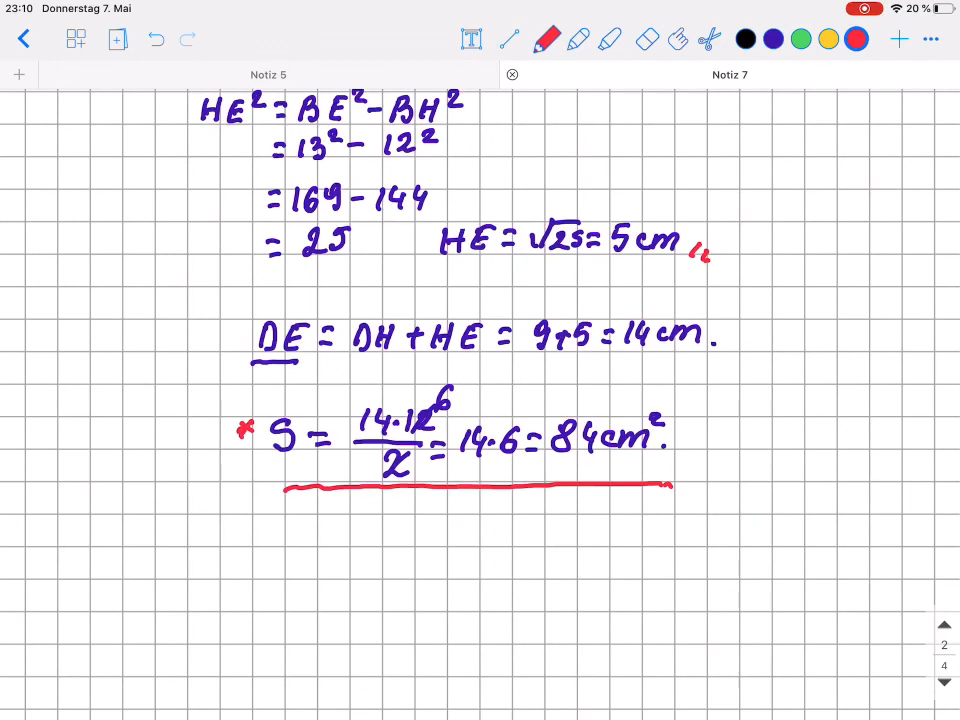 23:10 Donnerstag 7. Mai 20 %
Notiz 5 Notiz 7
HE² = BE² - BH²
= 13² - 12²
= 169 - 144
= 25 HE = √25 = 5 cm
DE = DH + HE = 9+5 = 14 cm.
* S = 14·12⁶/2 = 14·6 = 84 cm².
2
4